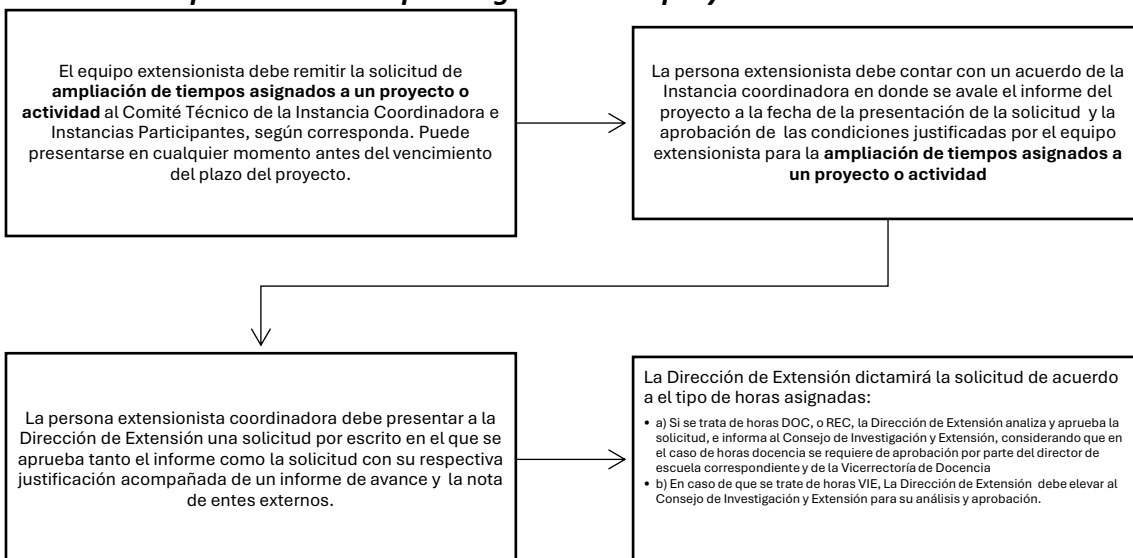 El equipo extensionista debe remitir la solicitud de
ampliación de tiempos asignados a un proyecto o
actividad al Comité Técnico de la Instancia Coordinadora e
Instancias Participantes, según corresponda. Puede
presentarse en cualquier momento antes del vencimiento
del plazo del proyecto.
La persona extensionista debe contar con un acuerdo de la
Instancia coordinadora en donde se avale el informe del
proyecto a la fecha de la presentación de la solicitud y la
aprobación de las condiciones justificadas por el equipo
extensionista para la ampliación de tiempos asignados a
un proyecto o actividad
La persona extensionista coordinadora debe presentar a la
Dirección de Extensión una solicitud por escrito en el que se
aprueba tanto el informe como la solicitud con su respectiva
justificación acompañada de un informe de avance y la nota
de entes externos.
La Dirección de Extensión dictamirá la solicitud de acuerdo
a el tipo de horas asignadas:
• a) Si se trata de horas DOC, o REC, la Dirección de Extensión analiza y aprueba la
solicitud, e informa al Consejo de Investigación y Extensión, considerando que en
el caso de horas docencia se requiere de aprobación por parte del director de
escuela correspondiente y de la Vicerrectoría de Docencia
• b) En caso de que se trate de horas VIE, La Dirección de Extensión debe elevar al
Consejo de Investigación y Extensión para su análisis y aprobación.